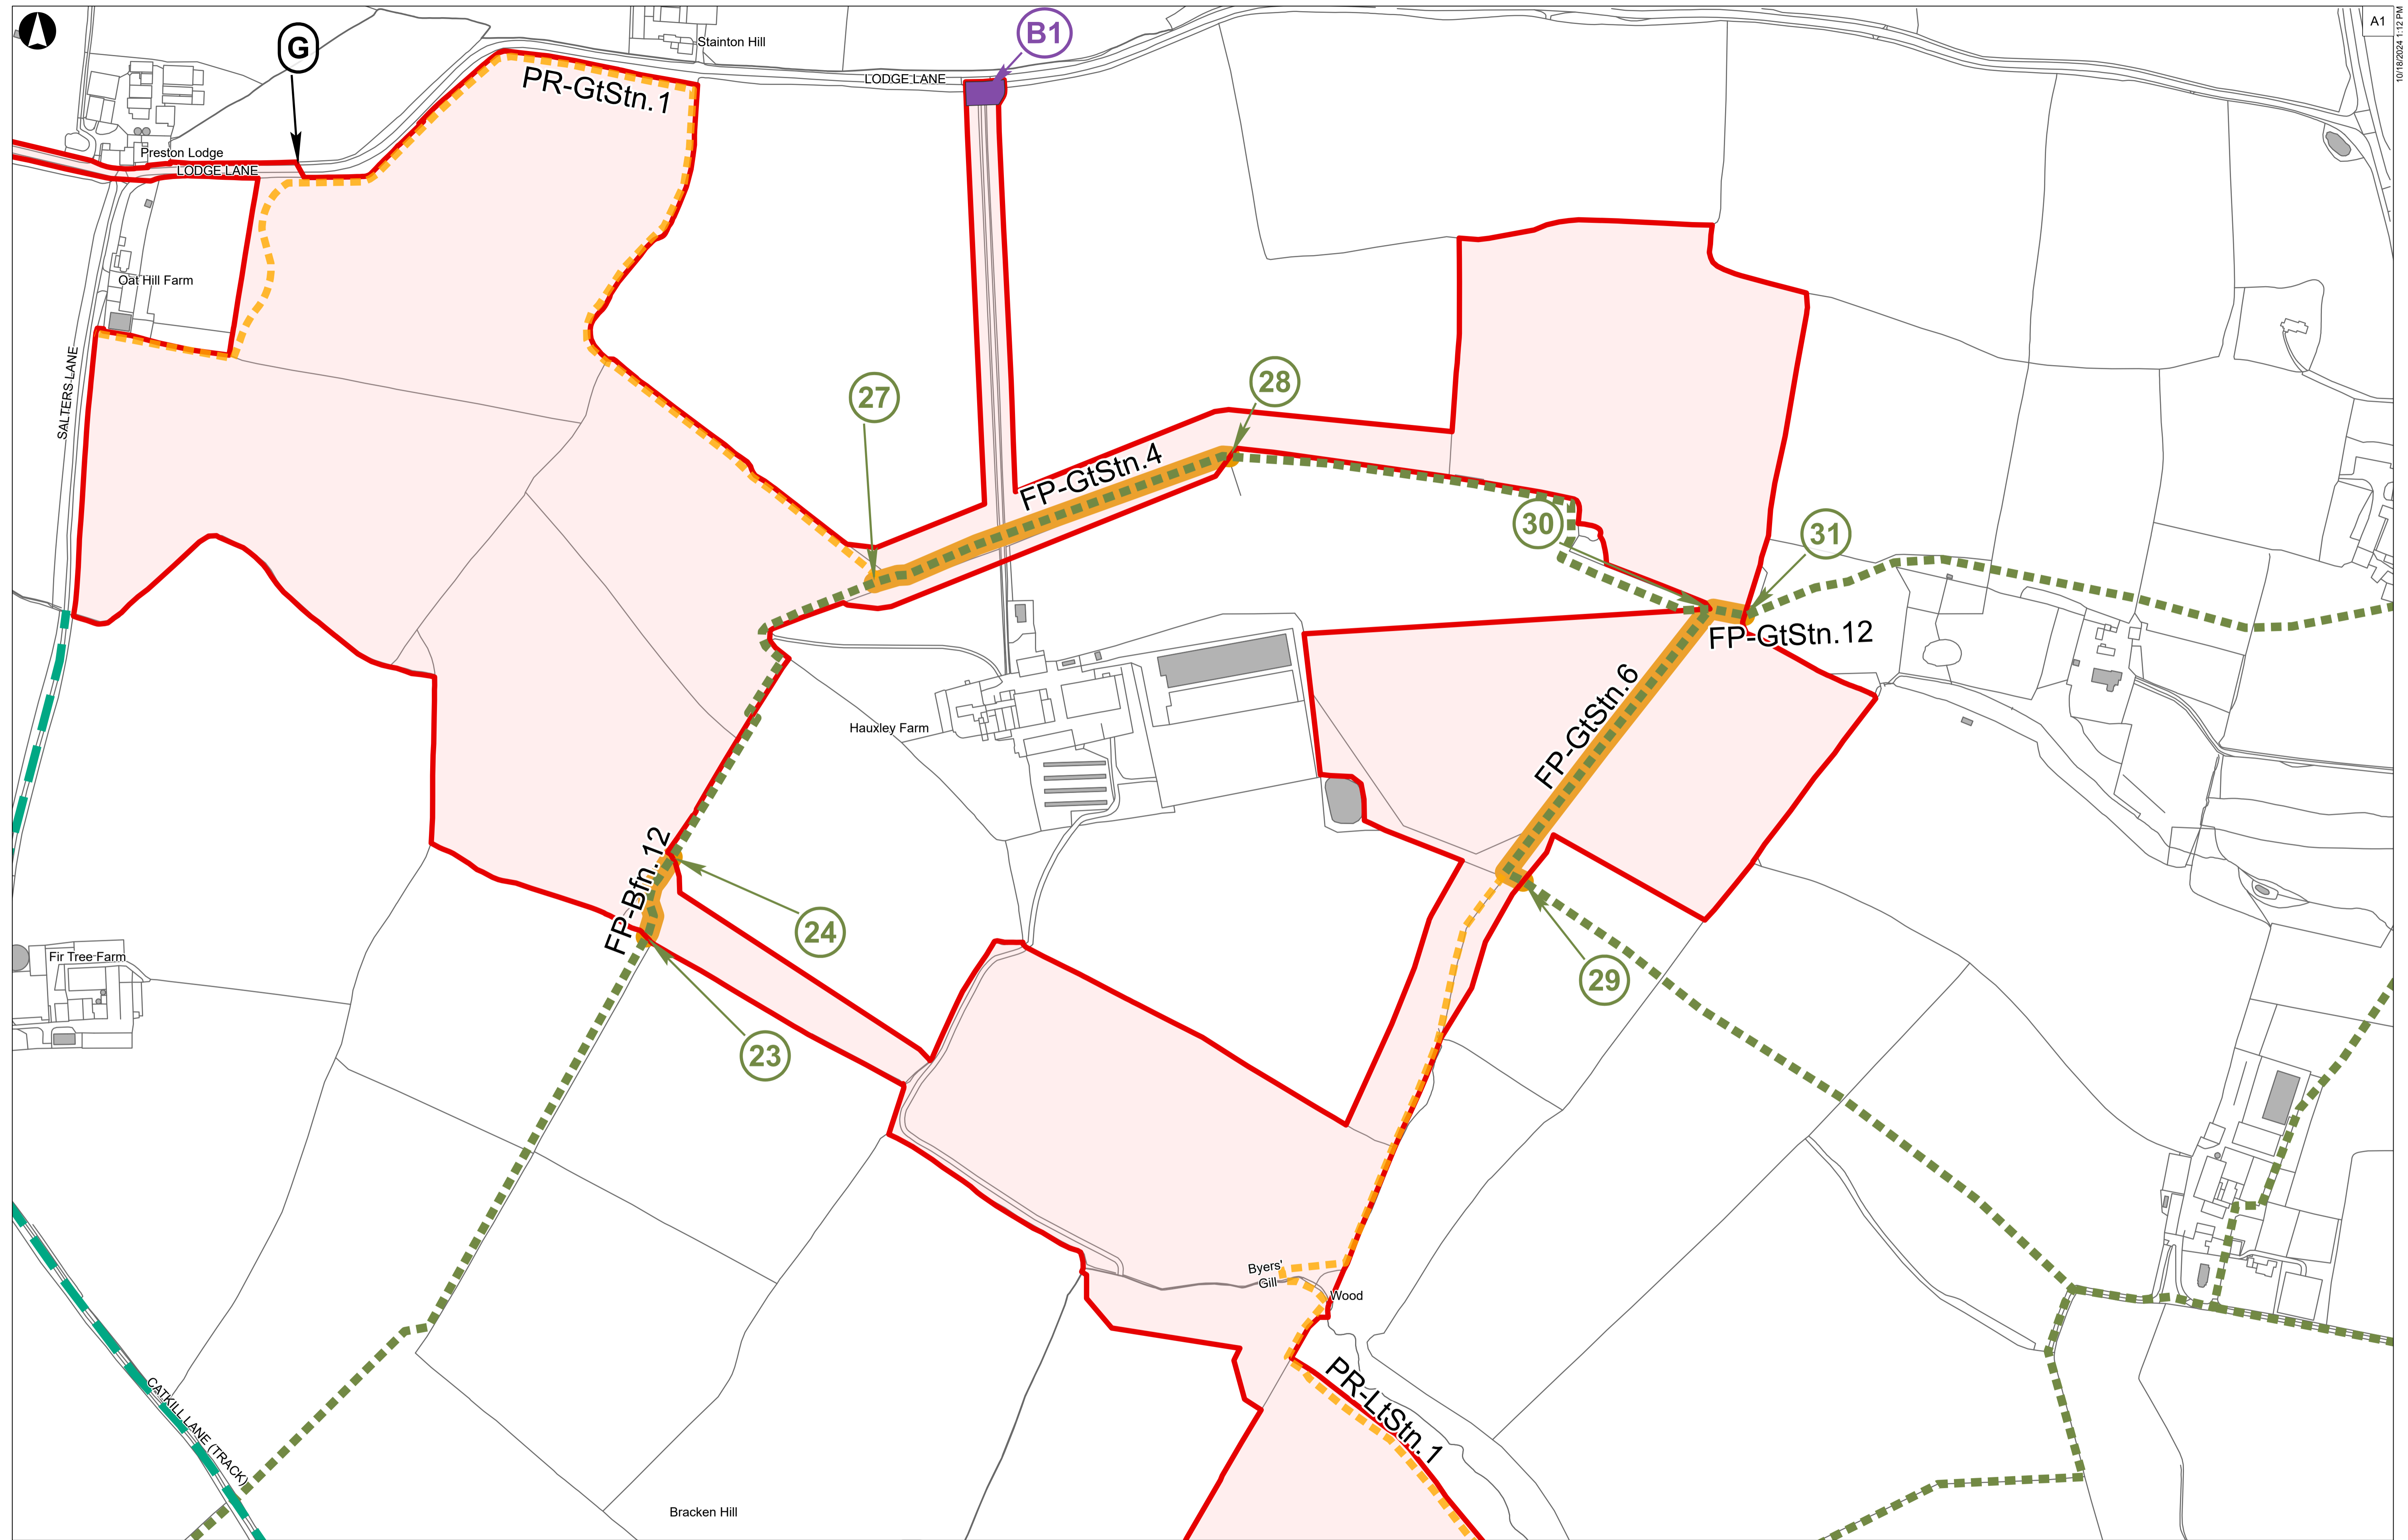 A1
10/18/2024 1:12 PM
G
Stainton Hill
B1
LODGE LANE
PR-GtStn.1
Preston Lodge
LODGE LANE
Oat Hill Farm
SALTERS LANE
27
28
FP-GtStn.4
30
31
FP-GtStn.12
FP-GtStn.6
Hauxley Farm
FP-Bfn.12
24
Fir Tree Farm
29
23
Byers'
Gill
Wood
PR-LtStn.1
CATKILL LANE (TRACK)
Bracken Hill